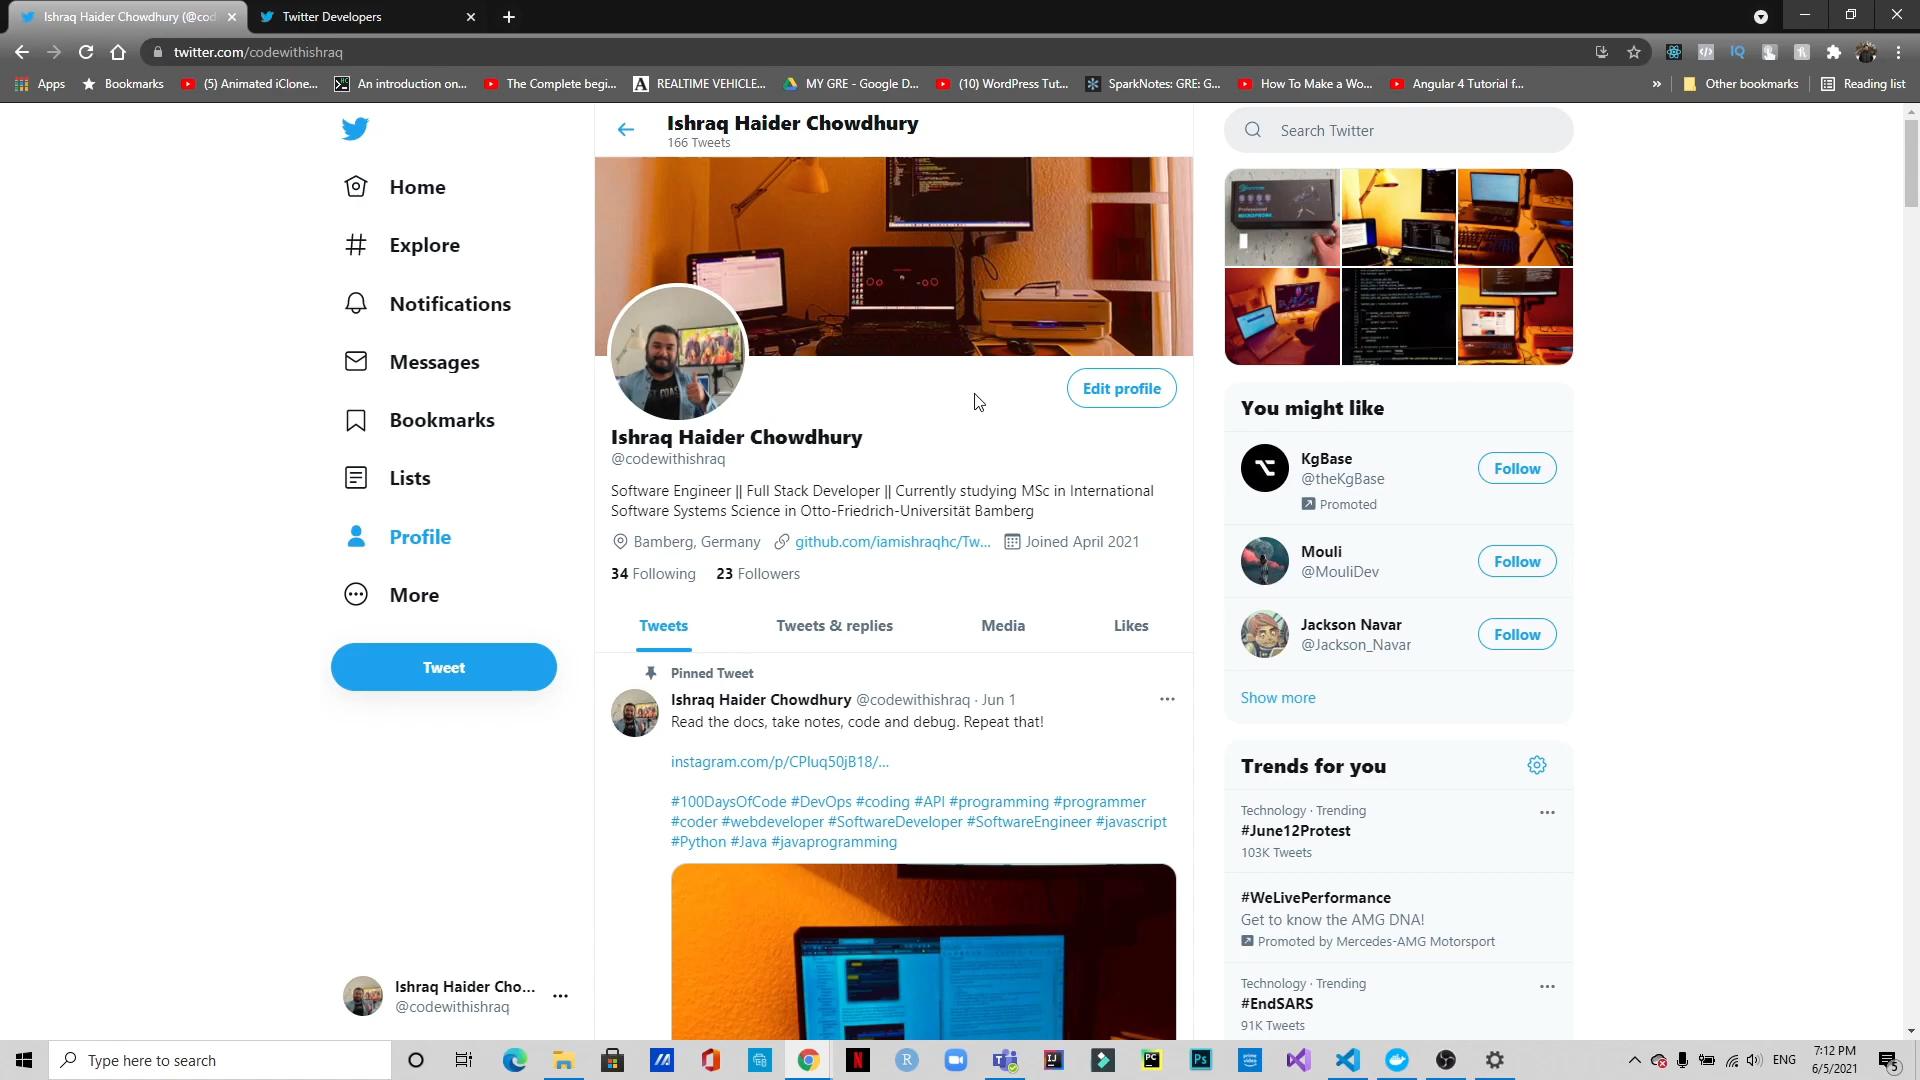 Ishraq Haider Chowdhury (@cod
Twitter Developers
twitter.com/codewithishraq
Apps
Bookmarks
(5) Animated iClone...
An introduction on...
The Complete begi...
REALTIME VEHICLE...
MY GRE - Google D...
(10) WordPress Tut...
SparkNotes: GRE: G...
How To Make a Wo...
Angular 4 Tutorial f...
»
Other bookmarks
Reading list
Home
Explore
Notifications
Messages
Bookmarks
Lists
Profile
More
Tweet
Ishraq Haider Cho...
@codewithishraq
Ishraq Haider Chowdhury
166 Tweets
Edit profile
Ishraq Haider Chowdhury
@codewithishraq
Software Engineer || Full Stack Developer || Currently studying MSc in International
Software Systems Science in Otto-Friedrich-Universität Bamberg
Bamberg, Germany github.com/iamishraqhc/Tw... Joined April 2021
34 Following 23 Followers
Tweets
Tweets & replies
Media
Likes
Pinned Tweet
Ishraq Haider Chowdhury @codewithishraq · Jun 1
Read the docs, take notes, code and debug. Repeat that!
instagram.com/p/CPluq50jB18/...
#100DaysOfCode #DevOps #coding #API #programming #programmer
#coder #webdeveloper #SoftwareDeveloper #SoftwareEngineer #javascript
#Python #Java #javaprogramming
Search Twitter
You might like
KgBase
@theKgBase
Promoted
Follow
Mouli
@MouliDev
Follow
Jackson Navar
@Jackson_Navar
Follow
Show more
Trends for you
Technology · Trending
#June12Protest
103K Tweets
#WeLivePerformance
Get to know the AMG DNA!
Promoted by Mercedes-AMG Motorsport
Technology · Trending
#EndSARS
91K Tweets
Type here to search
ENG
7:12 PM
6/5/2021
5